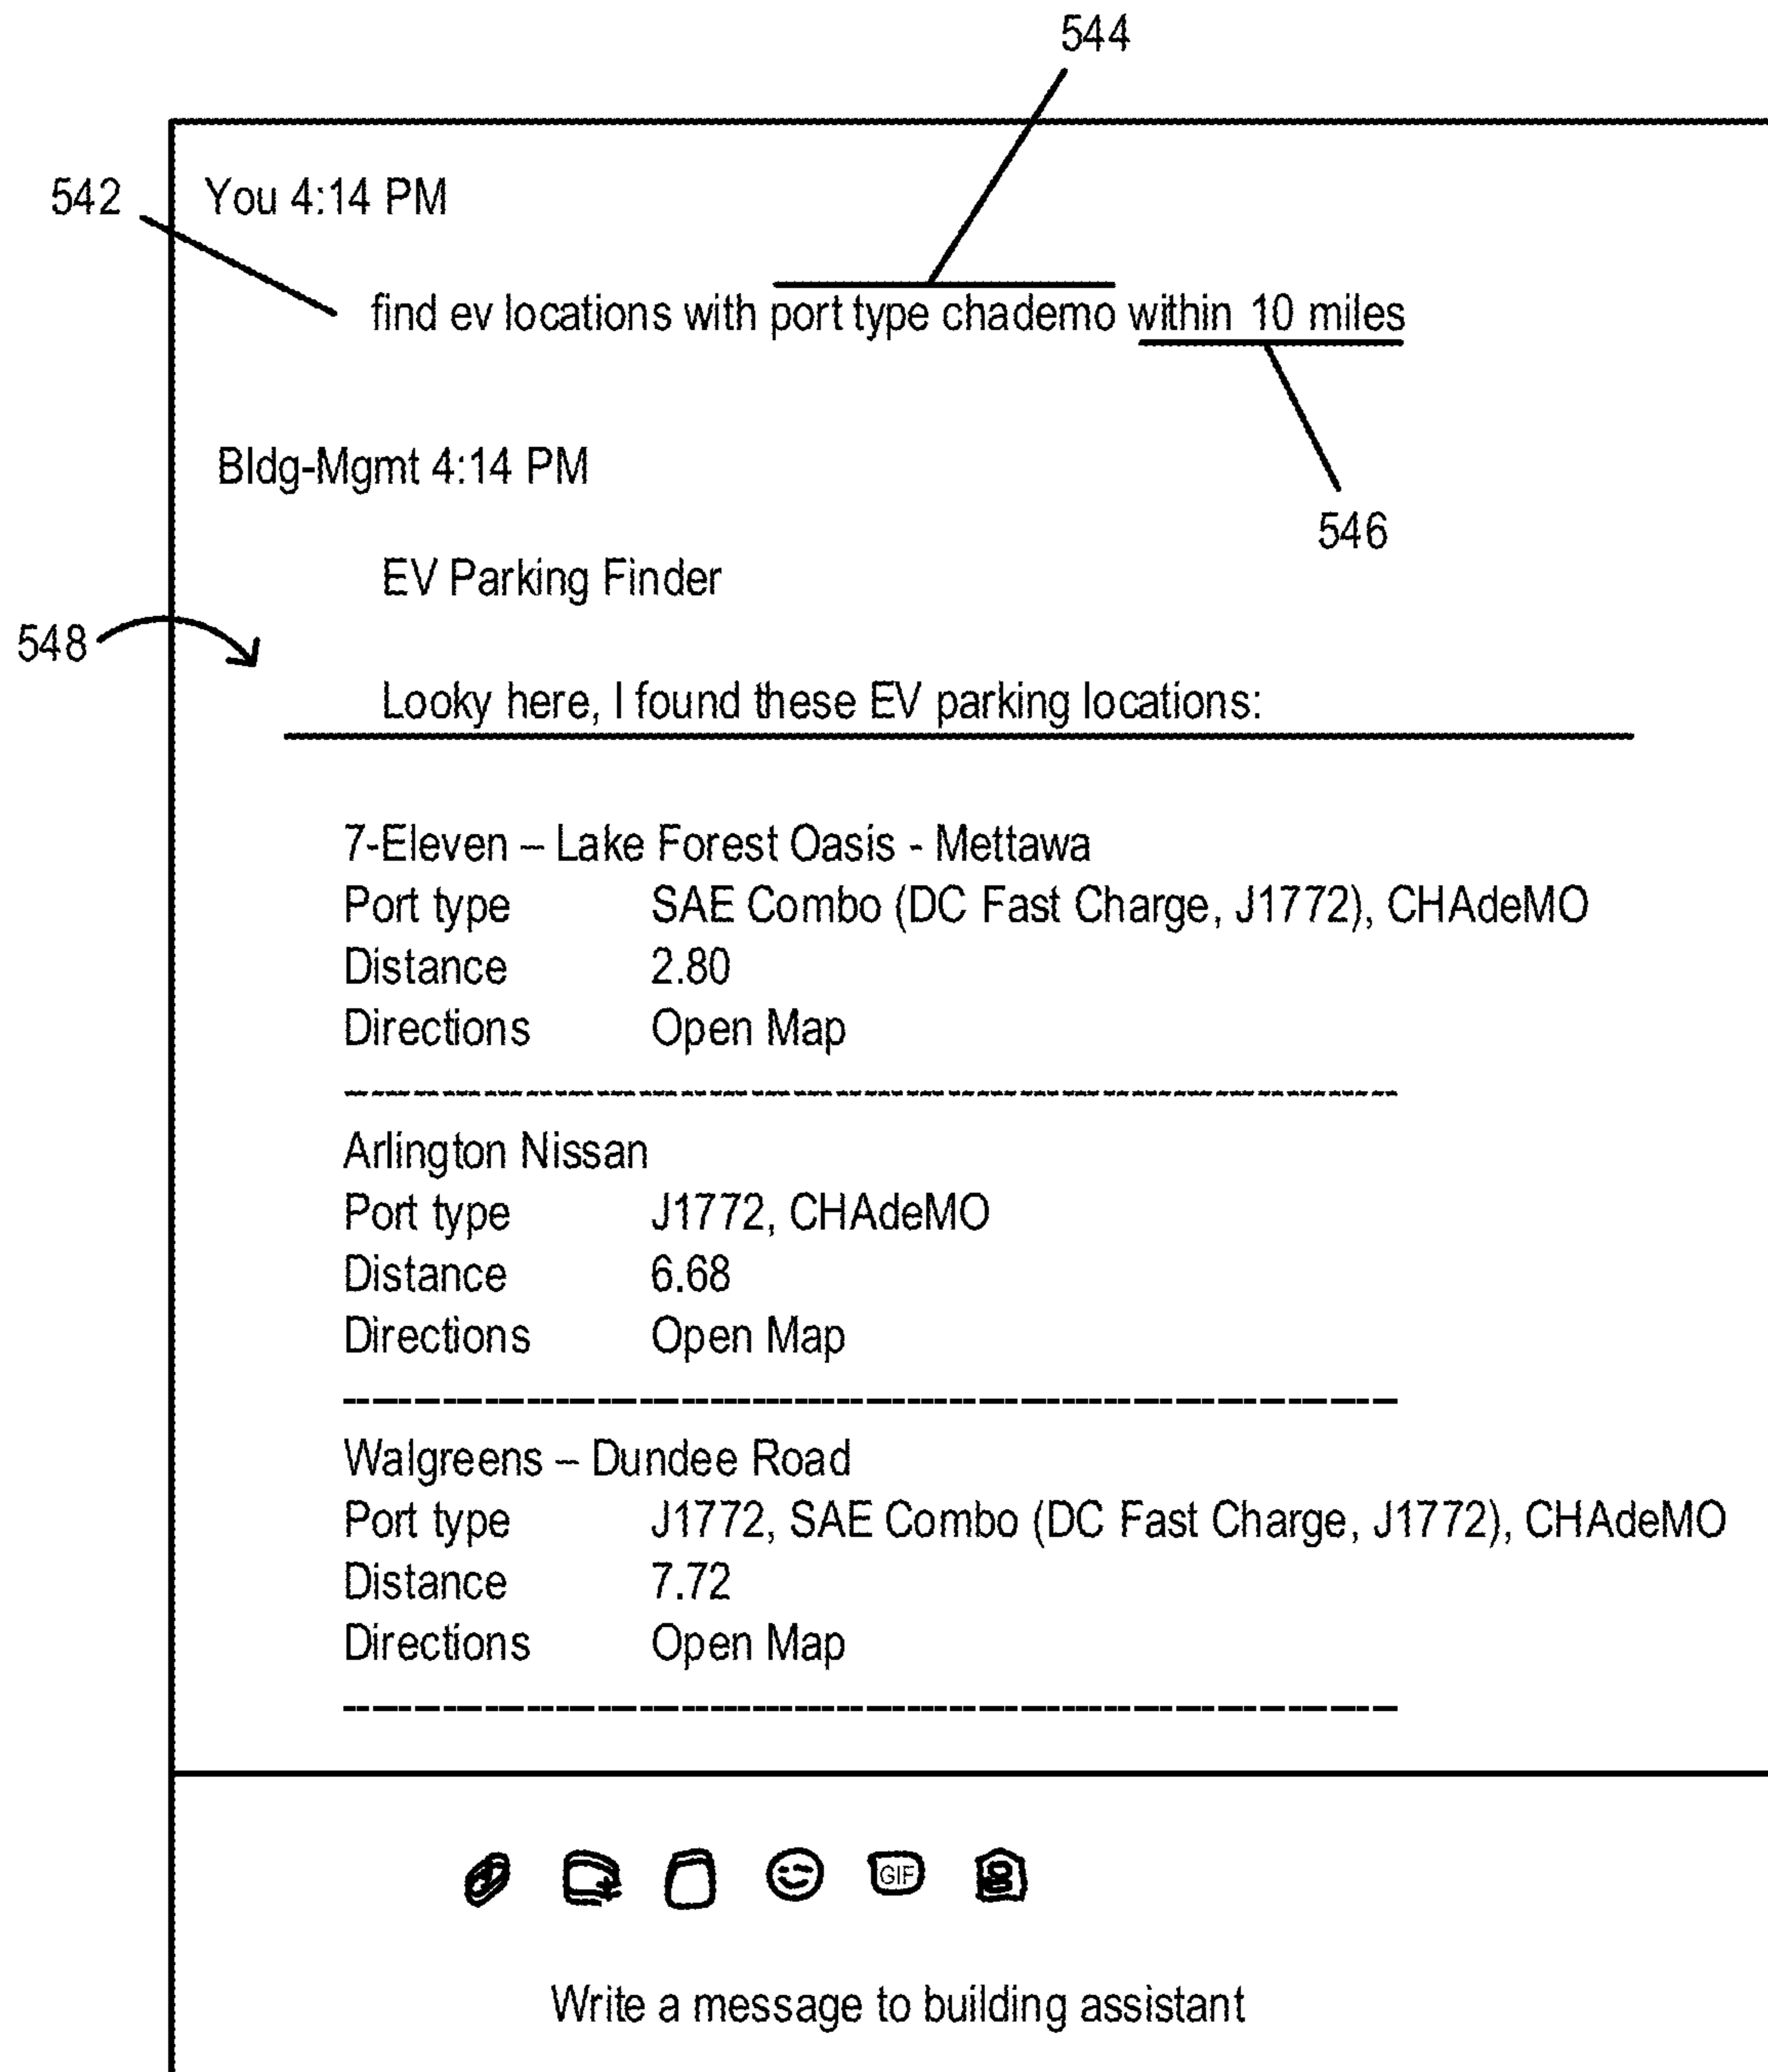 544
542
You 4:14 PM
find ev locations with port type chademo within 10 miles
Bldg-Mgmt 4:14 PM
546
EV Parking Finder
548
Looky here, I found these EV parking locations:
7-Eleven – Lake Forest Oasis - Mettawa
Port type SAE Combo (DC Fast Charge, J1772), CHAdeMO
Distance 2.80
Directions Open Map
Arlington Nissan
Port type J1772, CHAdeMO
Distance 6.68
Directions Open Map
Walgreens – Dundee Road
Port type J1772, SAE Combo (DC Fast Charge, J1772), CHAdeMO
Distance 7.72
Directions Open Map
GIF
Write a message to building assistant